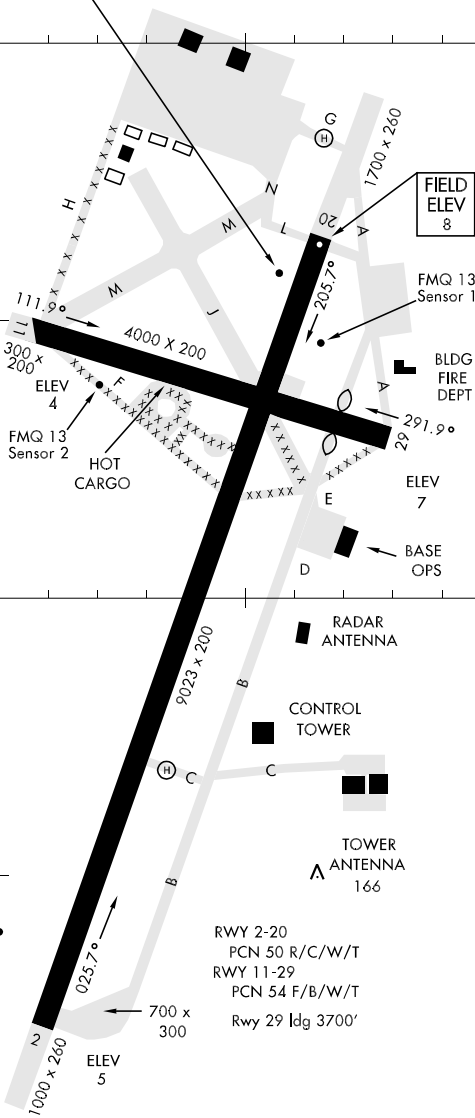 G
H
1700 x 260
H
N
FIELD
ELEV
8
20
A
L
M
M
J
205.7°
FMQ 13
Sensor 1
111.9°
11
4000 X 200
300 x
200
ELEV
4
F
A
BLDG
FIRE
DEPT
291.9°
29
FMQ 13
Sensor 2
HOT
CARGO
ELEV
7
E
D
BASE
OPS
RADAR
ANTENNA
9023 x 200
B
CONTROL
TOWER
H
C
C
TOWER
ANTENNA
166
B
025.7°
RWY 2-20
PCN 50 R/C/W/T
RWY 11-29
PCN 54 F/B/W/T
Rwy 29 ldg 3700'
700 x
300
2
ELEV
5
1000 x 260